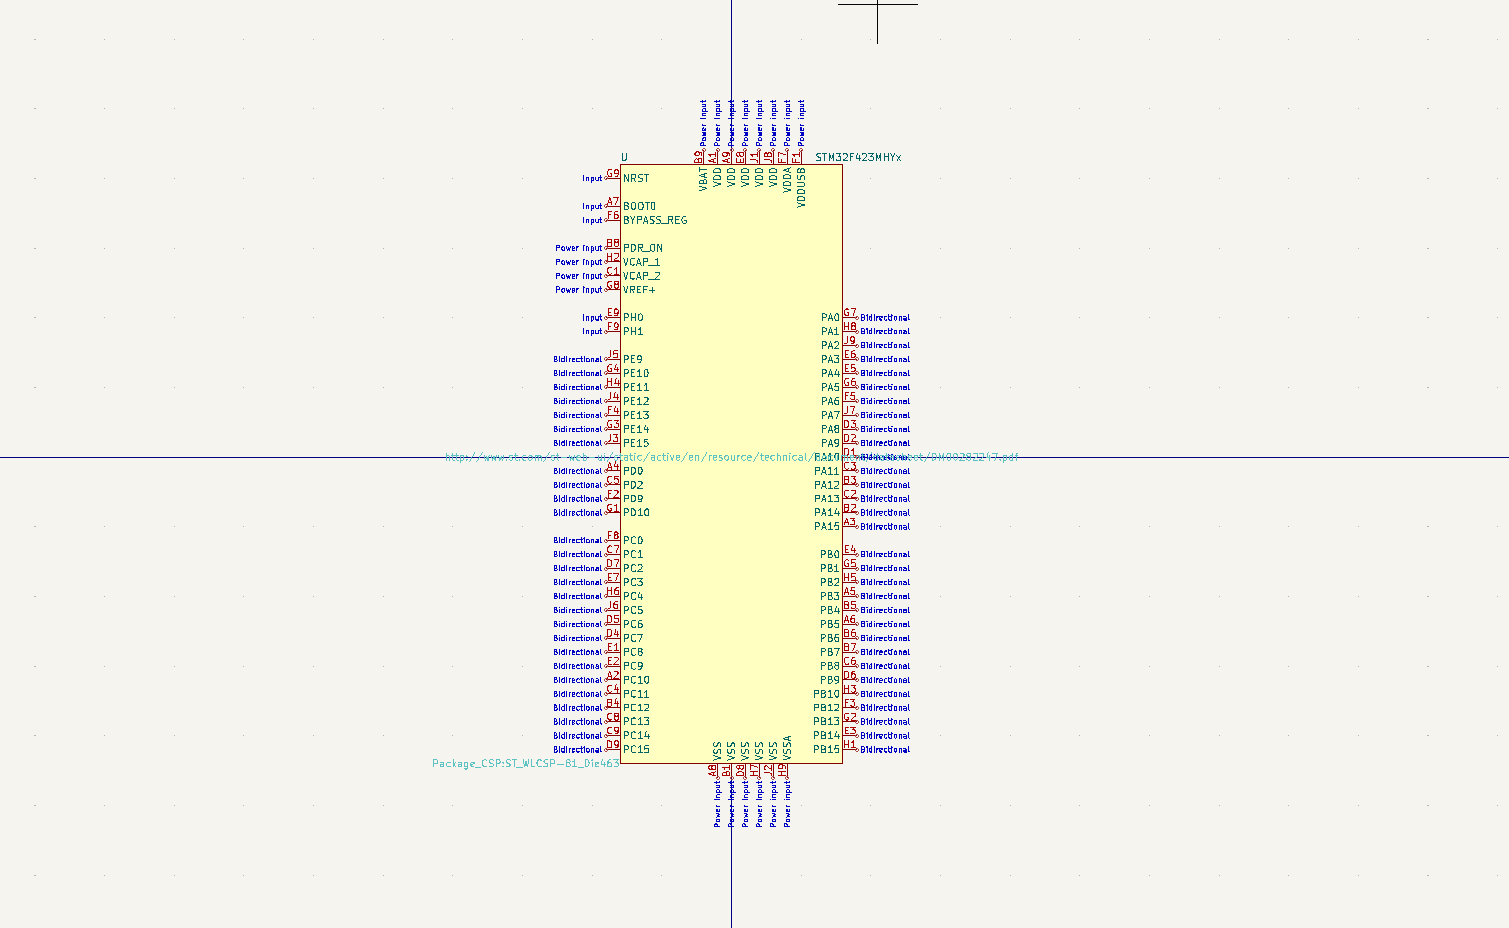 Power input
Power input
Power input
Power input
Power input
Power input
Power input
Power input
B9
A1
A9
E8
J1
J8
F7
F1
U
STM32F423MHYx
VBAT
VDD
VDD
VDD
VDD
VDD
VDDA
VDDUSB
Input G9 NRST
Input A7 BOOT0
Input F6 BYPASS_REG
Power input B8 PDR_ON
Power input H2 VCAP_1
Power input C1 VCAP_2
Power input G8 VREF+
Input E9 PH0
Input F9 PH1
Bidirectional J5 PE9
Bidirectional G4 PE10
Bidirectional H4 PE11
Bidirectional J4 PE12
Bidirectional F4 PE13
Bidirectional G3 PE14
Bidirectional J3 PE15
Bidirectional A4 PD0
Bidirectional C5 PD2
Bidirectional F2 PD9
Bidirectional G1 PD10
Bidirectional F8 PC0
Bidirectional C7 PC1
Bidirectional D7 PC2
Bidirectional E7 PC3
Bidirectional H6 PC4
Bidirectional J6 PC5
Bidirectional D5 PC6
Bidirectional D4 PC7
Bidirectional E1 PC8
Bidirectional E2 PC9
Bidirectional A2 PC10
Bidirectional C4 PC11
Bidirectional B4 PC12
Bidirectional C8 PC13
Bidirectional C9 PC14
Bidirectional D9 PC15
PA0 G7 Bidirectional
PA1 H8 Bidirectional
PA2 J9 Bidirectional
PA3 E6 Bidirectional
PA4 E5 Bidirectional
PA5 G6 Bidirectional
PA6 F5 Bidirectional
PA7 J7 Bidirectional
PA8 D3 Bidirectional
PA9 D2 Bidirectional
PA10 D1 Bidirectional
PA11 C3 Bidirectional
PA12 B3 Bidirectional
PA13 C2 Bidirectional
PA14 B2 Bidirectional
PA15 A3 Bidirectional
PB0 E4 Bidirectional
PB1 G5 Bidirectional
PB2 H5 Bidirectional
PB3 A5 Bidirectional
PB4 B5 Bidirectional
PB5 A6 Bidirectional
PB6 B6 Bidirectional
PB7 B7 Bidirectional
PB8 C6 Bidirectional
PB9 D6 Bidirectional
PB10 H3 Bidirectional
PB12 F3 Bidirectional
PB13 G2 Bidirectional
PB14 E3 Bidirectional
PB15 H1 Bidirectional
http://www.st.com/st-web-ui/static/active/en/resource/technical/document/datasheet/DM00282247.pdf
VSS
VSS
VSS
VSS
VSS
VSSA
Package_CSP:ST_WLCSP-81_Die463
A8
B1
D8
H7
J2
H9
Power input
Power input
Power input
Power input
Power input
Power input